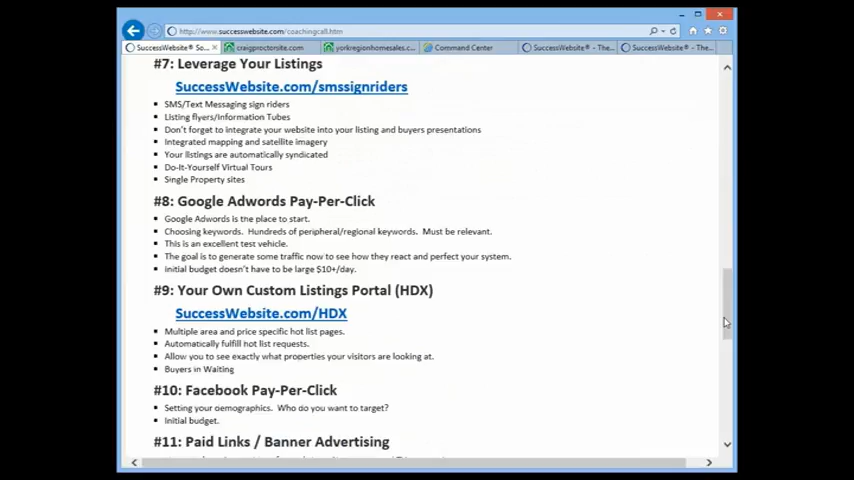 http://www.successwebsite.com/coachingcall.htm
SuccessWebsite® So...
craigproctorsite.com
yorkregionhomesales.c...
Command Center
SuccessWebsite® - The...
SuccessWebsite® - The...
#7: Leverage Your Listings
SuccessWebsite.com/smssignriders
SMS/Text Messaging sign riders
Listing flyers/Information Tubes
Don't forget to integrate your website into your listing and buyers presentations
Integrated mapping and satellite imagery
Your listings are automatically syndicated
Do-It-Yourself Virtual Tours
Single Property sites
#8: Google Adwords Pay-Per-Click
Google Adwords is the place to start.
Choosing keywords. Hundreds of peripheral/regional keywords. Must be relevant.
This is an excellent test vehicle.
The goal is to generate some traffic now to see how they react and perfect your system.
Initial budget doesn't have to be large $10+/day.
#9: Your Own Custom Listings Portal (HDX)
SuccessWebsite.com/HDX
Multiple area and price specific hot list pages.
Automatically fulfill hot list requests.
Allow you to see exactly what properties your visitors are looking at.
Buyers in Waiting
#10: Facebook Pay-Per-Click
Setting your demographics. Who do you want to target?
Initial budget.
#11: Paid Links / Banner Advertising